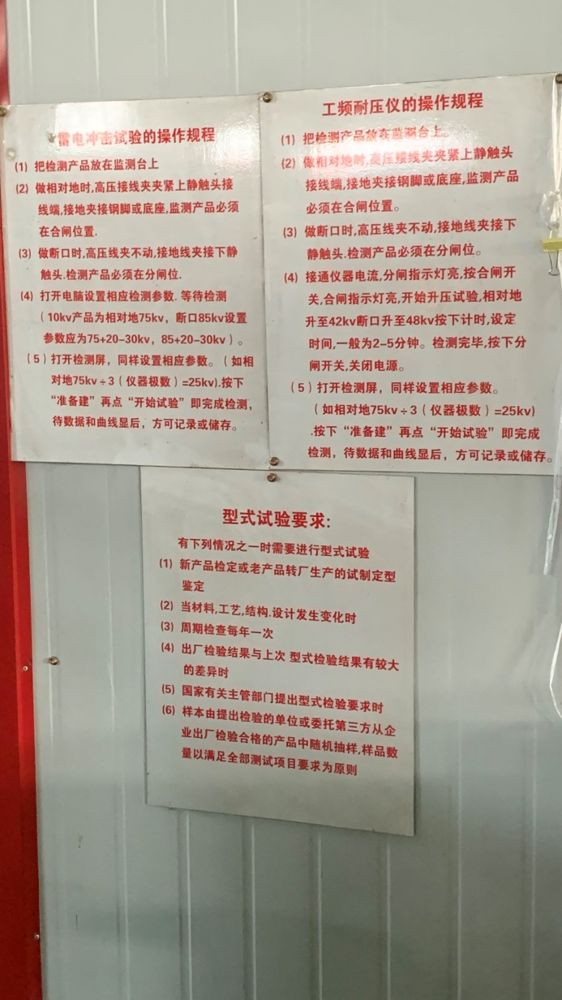 雷电冲击试验的操作规程
(1) 把检测产品放在监测台上
(2) 做相对地时,高压接线夹夹紧上静触头接
线端,接地夹接钢脚或底座,监测产品必须
在合闸位置.
(3) 做断口时,高压线夹不动,接地线夹接下静
触头.检测产品必须在分闸位.
(4) 打开电脑设置相应检测参数. 等待检测
(10kv产品为相对地75kv，断口85kv设置
参数应为75+20-30kv，85+20-30kv)。
(5)打开检测屏，同样设置相应参数。(如相
对地75kv÷3(仪器极数)=25kv).按下
“准备建”再点“开始试验”即完成检测，
待数据和曲线显后，方可记录或储存。
工频耐压仪的操作规程
(1) 把检测产品放在监测台上。
(2) 做相对地时,高压接线夹夹紧上静触头
接线端,接地夹接钢脚或底座,监测产品
必须在合闸位置。
(3) 做断口时,高压线夹不动,接地线夹接下
静触头.检测产品必须在分闸位。
(4) 接通仪器电流,分闸指示灯亮,按合闸开
关,合闸指示灯亮,开始升压试验,相对地
升至42kv断口升至48kv按下计时,设定
时间,一般为2-5分钟。检测完毕,按下分
闸开关,关闭电源。
(5)打开检测屏，同样设置相应参数。
(如相对地75kv÷3(仪器极数)=25kv)
.按下“准备建”再点“开始试验”即完成
检测，待数据和曲线显后，方可记录或储存。
型式试验要求:
有下列情况之一时需要进行型式试验
(1) 新产品检定或老产品转厂生产的试制定型
鉴定
(2) 当材料,工艺,结构.设计发生变化时
(3) 周期检查每年一次
(4) 出厂检验结果与上次 型式检验结果有较大
的差异时
(5) 国家有关主管部门提出型式检验要求时
(6) 样本由提出检验的单位或委托第三方从企
业出厂检验合格的产品中随机抽样,样品数
量以满足全部测试项目要求为原则